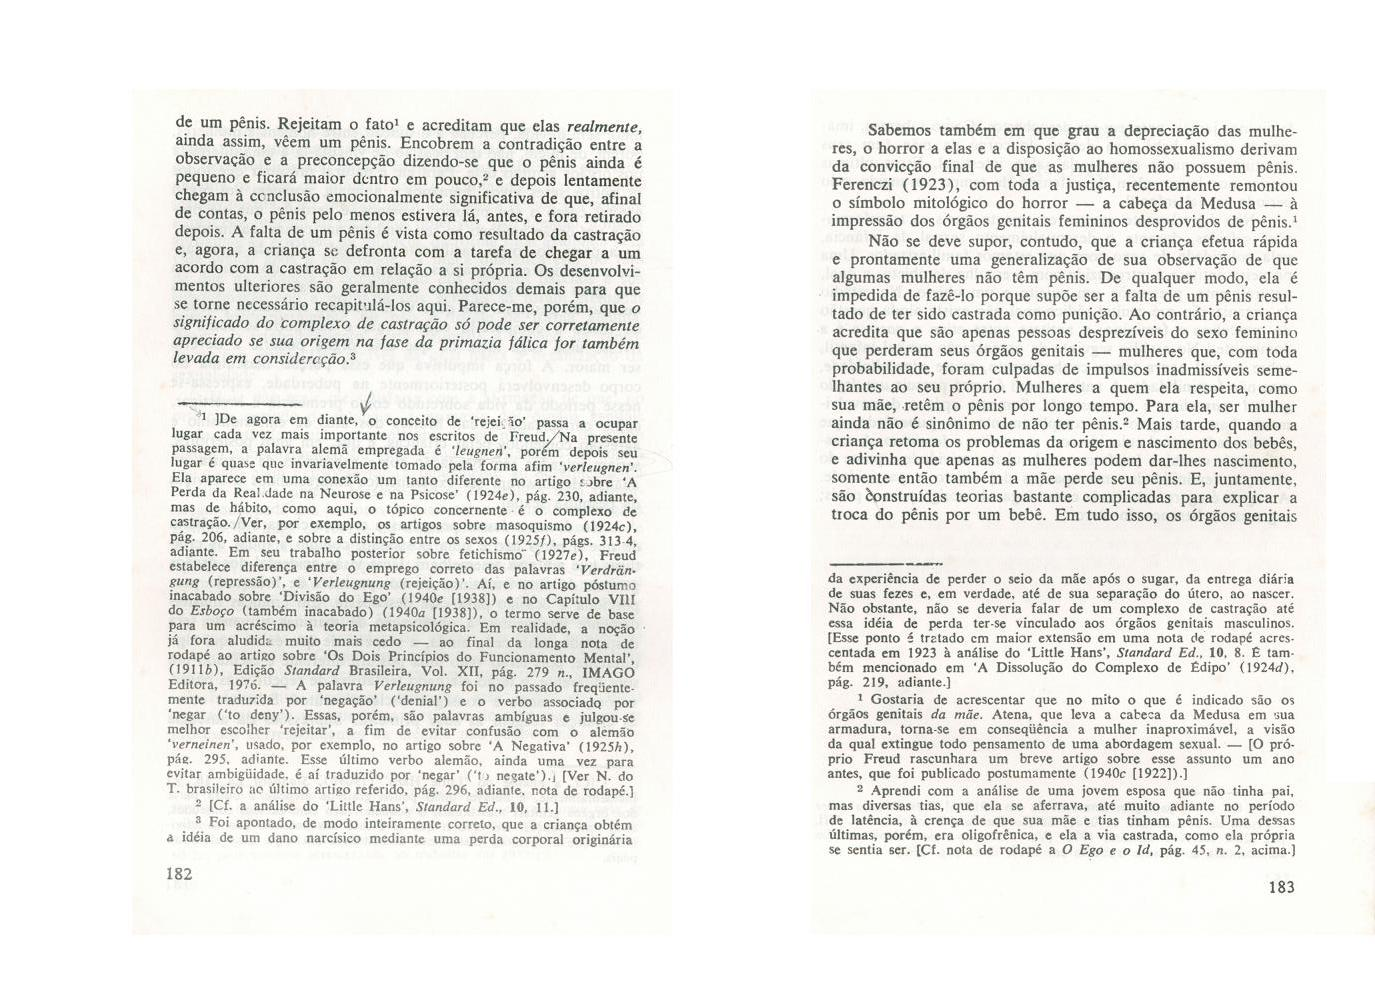 de um pênis. Rejeitam o fato¹ e acreditam que elas realmente,
ainda assim, vêem um pênis. Encobrem a contradição entre a
observação e a preconcepção dizendo-se que o pênis ainda é
pequeno e ficará maior dentro em pouco,² e depois lentamente
chegam à conclusão emocionalmente significativa de que, afinal
de contas, o pênis pelo menos estivera lá, antes, e fora retirado
depois. A falta de um pênis é vista como resultado da castração
e, agora, a criança se defronta com a tarefa de chegar a um
acordo com a castração em relação a si própria. Os desenvolvi-
mentos ulteriores são geralmente conhecidos demais para que
se torne necessário recapitulá-los aqui. Parece-me, porém, que o
significado do complexo de castração só pode ser corretamente
apreciado se sua origem na fase da primazia fálica for também
levada em consideração.³
¹ ]De agora em diante, o conceito de ‘rejeição’ passa a ocupar
lugar cada vez mais importante nos escritos de Freud./Na presente
passagem, a palavra alemã empregada é ‘leugnen’, porém depois seu
lugar é quase que invariavelmente tomado pela forma afim ‘verleugnen’.
Ela aparece em uma conexão um tanto diferente no artigo sobre ‘A
Perda da Realidade na Neurose e na Psicose’ (1924e), pág. 230, adiante,
mas de hábito, como aqui, o tópico concernente é o complexo de
castração./Ver, por exemplo, os artigos sobre masoquismo (1924c),
pág. 206, adiante, e sobre a distinção entre os sexos (1925f), págs. 313-4,
adiante. Em seu trabalho posterior sobre fetichismo (1927e), Freud
estabelece diferença entre o emprego correto das palavras ‘Verdrän-
gung (repressão)’, e ‘Verleugnung (rejeição)’. Aí, e no artigo póstumo
inacabado sobre ‘Divisão do Ego’ (1940e [1938]) e no Capítulo VIII
do Esboço (também inacabado) (1940a [1938]), o termo serve de base
para um acréscimo à teoria metapsicológica. Em realidade, a noção
já fora aludida muito mais cedo — ao final da longa nota de
rodapé ao artigo sobre ‘Os Dois Princípios do Funcionamento Mental’,
(1911b), Edição Standard Brasileira, Vol. XII, pág. 279 n., IMAGO
Editora, 1976. — A palavra Verleugnung foi no passado freqüente-
mente traduzida por ‘negação’ (‘denial’) e o verbo associado por
‘negar (‘to deny’). Essas, porém, são palavras ambíguas e julgou-se
melhor escolher ‘rejeitar’, a fim de evitar confusão com o alemão
‘verneinen’, usado, por exemplo, no artigo sobre ‘A Negativa’ (1925h),
pág. 295, adiante. Esse último verbo alemão, ainda uma vez para
evitar ambigüidade, é aí traduzido por ‘negar’ (‘to negate’).] [Ver N. do
T. brasileiro ao último artigo referido, pág. 296, adiante, nota de rodapé.]
² [Cf. a análise do ‘Little Hans’, Standard Ed., 10, 11.]
³ Foi apontado, de modo inteiramente correto, que a criança obtém
a idéia de um dano narcísico mediante uma perda corporal originária
182
Sabemos também em que grau a depreciação das mulhe-
res, o horror a elas e a disposição ao homossexualismo derivam
da convicção final de que as mulheres não possuem pênis.
Ferenczi (1923), com toda a justiça, recentemente remontou
o símbolo mitológico do horror — a cabeça da Medusa — à
impressão dos órgãos genitais femininos desprovidos de pênis.¹
Não se deve supor, contudo, que a criança efetua rápida
e prontamente uma generalização de sua observação de que
algumas mulheres não têm pênis. De qualquer modo, ela é
impedida de fazê-lo porque supõe ser a falta de um pênis resul-
tado de ter sido castrada como punição. Ao contrário, a criança
acredita que são apenas pessoas desprezíveis do sexo feminino
que perderam seus órgãos genitais — mulheres que, com toda
probabilidade, foram culpadas de impulsos inadmissíveis seme-
lhantes ao seu próprio. Mulheres a quem ela respeita, como
sua mãe, retêm o pênis por longo tempo. Para ela, ser mulher
ainda não é sinônimo de não ter pênis.² Mais tarde, quando a
criança retoma os problemas da origem e nascimento dos bebês,
e adivinha que apenas as mulheres podem dar-lhes nascimento,
somente então também a mãe perde seu pênis. E, juntamente,
são construídas teorias bastante complicadas para explicar a
troca do pênis por um bebê. Em tudo isso, os órgãos genitais
da experiência de perder o seio da mãe após o sugar, da entrega diária
de suas fezes e, em verdade, até de sua separação do útero, ao nascer.
Não obstante, não se deveria falar de um complexo de castração até
essa idéia de perda ter-se vinculado aos órgãos genitais masculinos.
[Esse ponto é tratado em maior extensão em uma nota de rodapé acres-
centada em 1923 à análise do ‘Little Hans’, Standard Ed., 10, 8. É tam-
bém mencionado em ‘A Dissolução do Complexo de Édipo’ (1924d),
pág. 219, adiante.]
¹ Gostaria de acrescentar que no mito o que é indicado são os
órgãos genitais da mãe. Atena, que leva a cabeça da Medusa em sua
armadura, torna-se em conseqüência a mulher inaproximável, a visão
da qual extingue todo pensamento de uma abordagem sexual. — [O pró-
prio Freud rascunhara um breve artigo sobre esse assunto um ano
antes, que foi publicado postumamente (1940c [1922]).]
² Aprendi com a análise de uma jovem esposa que não tinha pai,
mas diversas tias, que ela se aferrava, até muito adiante no período
de latência, à crença de que sua mãe e tias tinham pênis. Uma dessas
últimas, porém, era oligofrênica, e ela a via castrada, como ela própria
se sentia ser. [Cf. nota de rodapé a O Ego e o Id, pág. 45, n. 2, acima.]
183